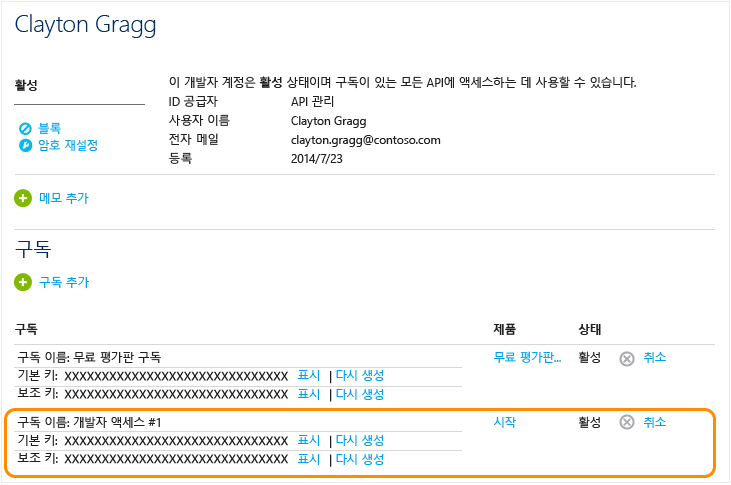 Clayton Gragg
활성
이 개발자 계정은 활성 상태이며 구독이 있는 모든 API에 액세스하는 데 사용할 수 있습니다.
ID 공급자 API 관리
사용자 이름 Clayton Gragg
블록
전자 메일 clayton.gragg@contoso.com
암호 재설정
등록 2014/7/23
메모 추가
구독
구독 추가
구독 제품 상태
구독 이름: 무료 평가판 구독 무료 평가판... 활성 취소
기본 키: XXXXXXXXXXXXXXXXXXXXXXXXXXXXXX 표시 | 다시 생성
보조 키: XXXXXXXXXXXXXXXXXXXXXXXXXXXXXX 표시 | 다시 생성
구독 이름: 개발자 액세스 #1 시작 활성 취소
기본 키: XXXXXXXXXXXXXXXXXXXXXXXXXXXXXX 표시 | 다시 생성
보조 키: XXXXXXXXXXXXXXXXXXXXXXXXXXXXXX 표시 | 다시 생성